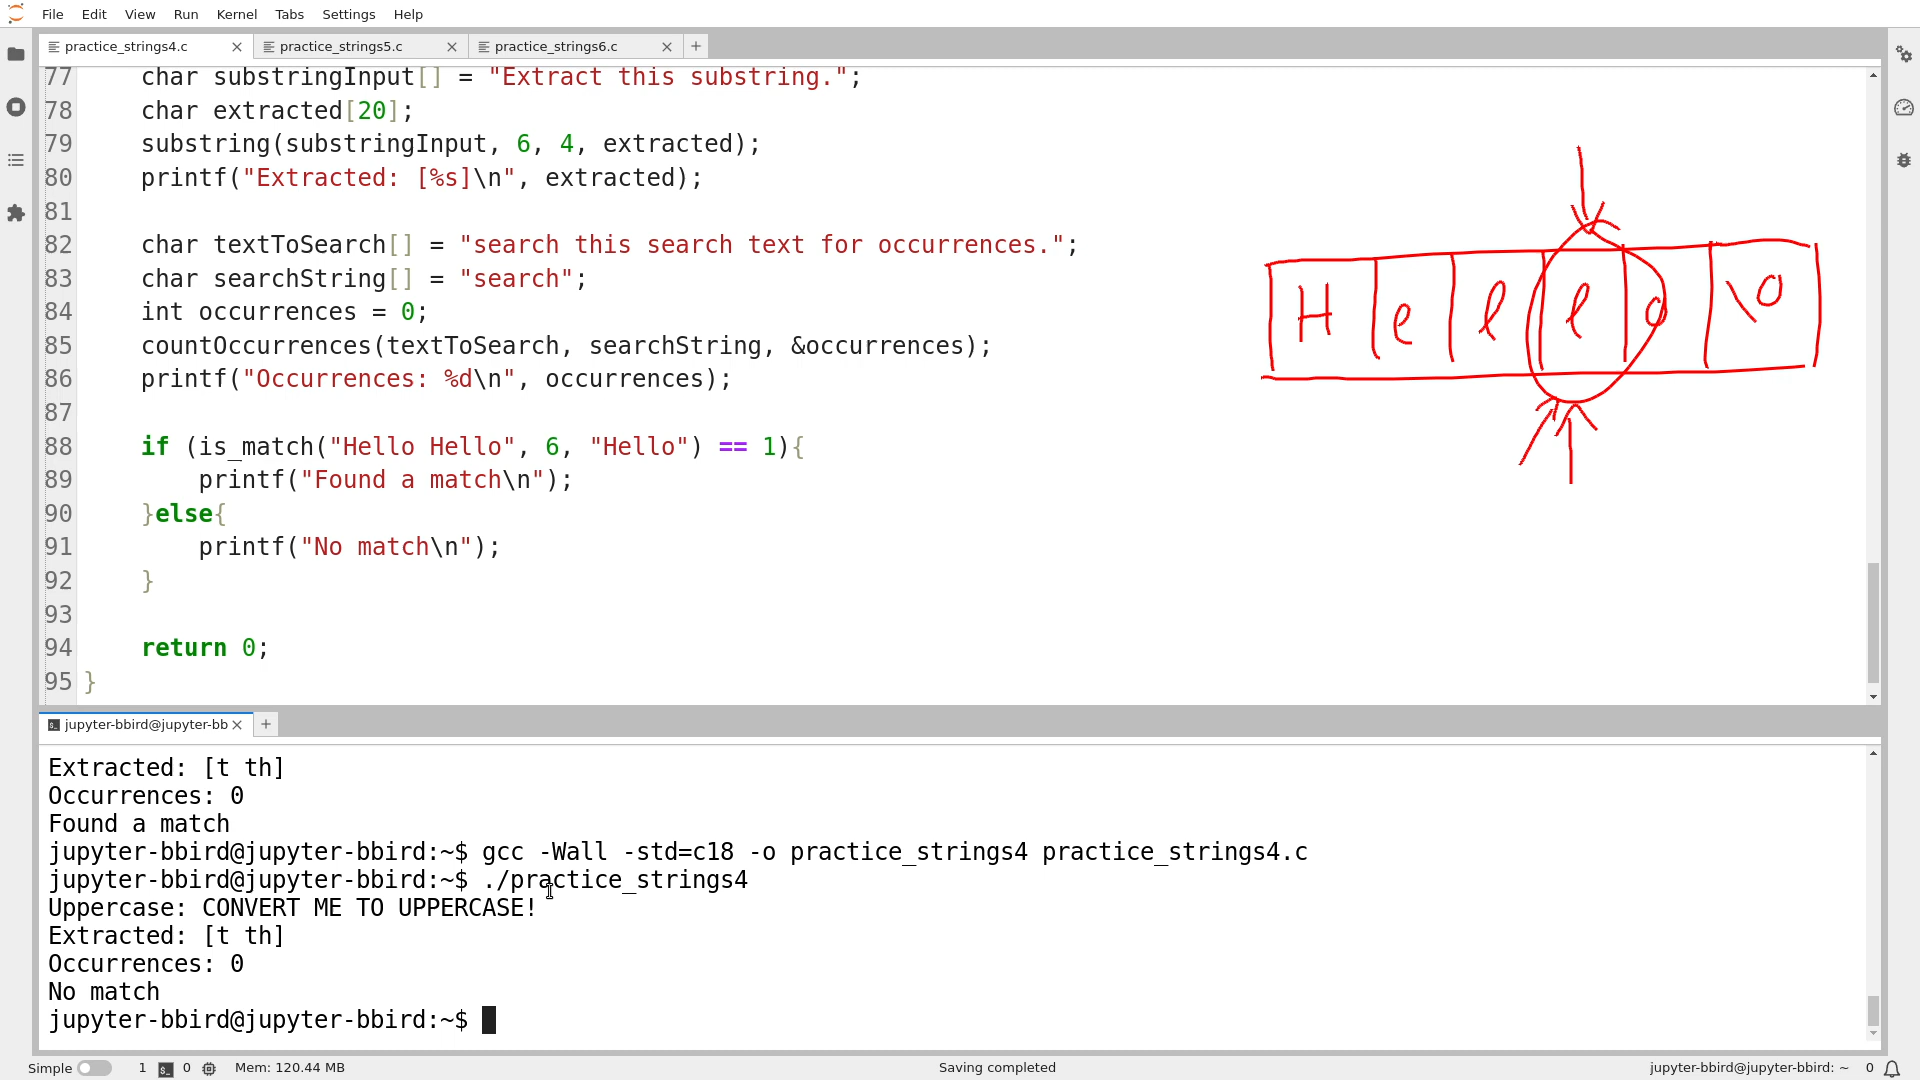 File Edit View Run Kernel Tabs Settings Help
practice_strings4.c practice_strings5.c practice_strings6.c
77 char substringInput[] = "Extract this substring.";
78 char extracted[20];
79 substring(substringInput, 6, 4, extracted);
80 printf("Extracted: [%s]\n", extracted);
81
82 char textToSearch[] = "search this search text for occurrences.";
83 char searchString[] = "search";
84 int occurrences = 0;
85 countOccurrences(textToSearch, searchString, &occurrences);
86 printf("Occurrences: %d\n", occurrences);
87
88 if (is_match("Hello Hello", 6, "Hello") == 1){
89 printf("Found a match\n");
90 }else{
91 printf("No match\n");
92 }
93
94 return 0;
95 }
H e l l o \0
jupyter-bbird@jupyter-bb
Extracted: [t th]
Occurrences: 0
Found a match
jupyter-bbird@jupyter-bbird:~$ gcc -Wall -std=c18 -o practice_strings4 practice_strings4.c
jupyter-bbird@jupyter-bbird:~$ ./practice_strings4
Uppercase: CONVERT ME TO UPPERCASE!
Extracted: [t th]
Occurrences: 0
No match
jupyter-bbird@jupyter-bbird:~$
Simple 1 0 Mem: 120.44 MB Saving completed jupyter-bbird@jupyter-bbird: ~ 0